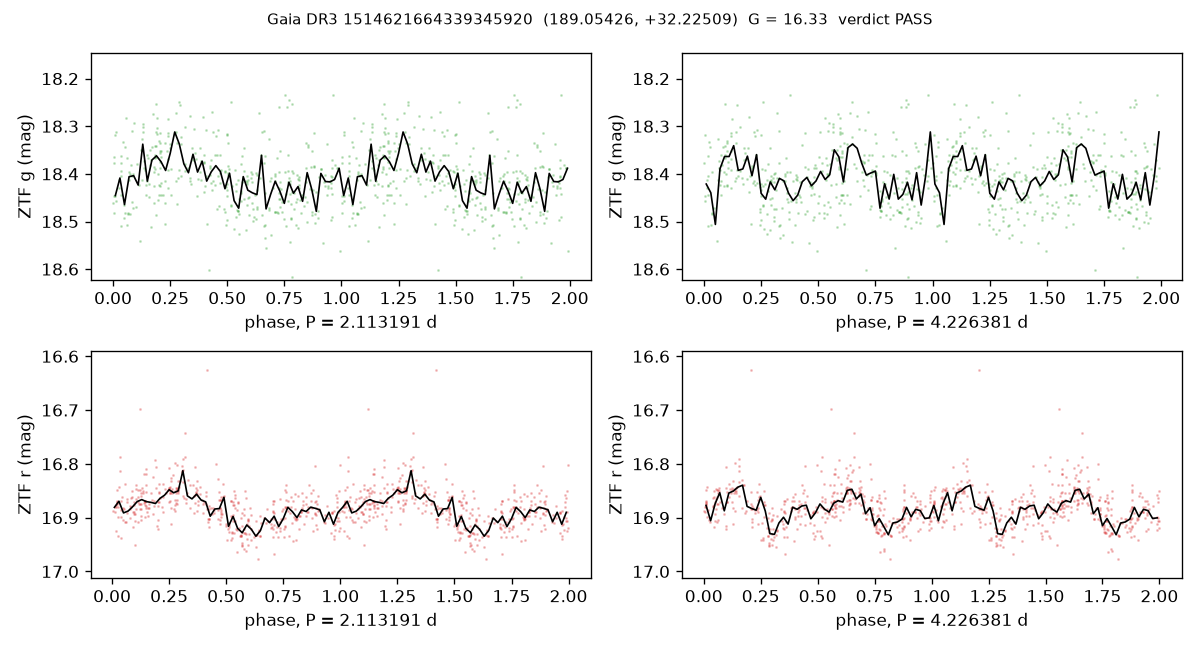 Gaia DR3 1514621664339345920 (189.05426, +32.22509) G = 16.33 verdict PASS
ZTF g (mag)
18.2
18.3
18.4
18.5
18.6
0.00 0.25 0.50 0.75 1.00 1.25 1.50 1.75 2.00
phase, P = 2.113191 d
ZTF g (mag)
18.2
18.3
18.4
18.5
18.6
0.00 0.25 0.50 0.75 1.00 1.25 1.50 1.75 2.00
phase, P = 4.226381 d
ZTF r (mag)
16.6
16.7
16.8
16.9
17.0
0.00 0.25 0.50 0.75 1.00 1.25 1.50 1.75 2.00
phase, P = 2.113191 d
ZTF r (mag)
16.6
16.7
16.8
16.9
17.0
0.00 0.25 0.50 0.75 1.00 1.25 1.50 1.75 2.00
phase, P = 4.226381 d